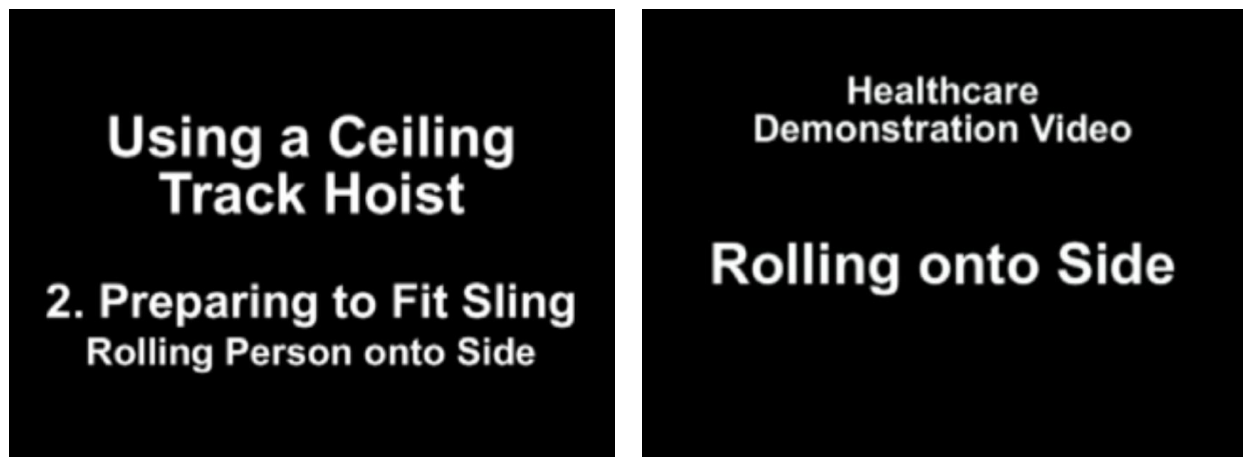 Using a Ceiling
Track Hoist
2. Preparing to Fit Sling
Rolling Person onto Side
Healthcare
Demonstration Video
Rolling onto Side